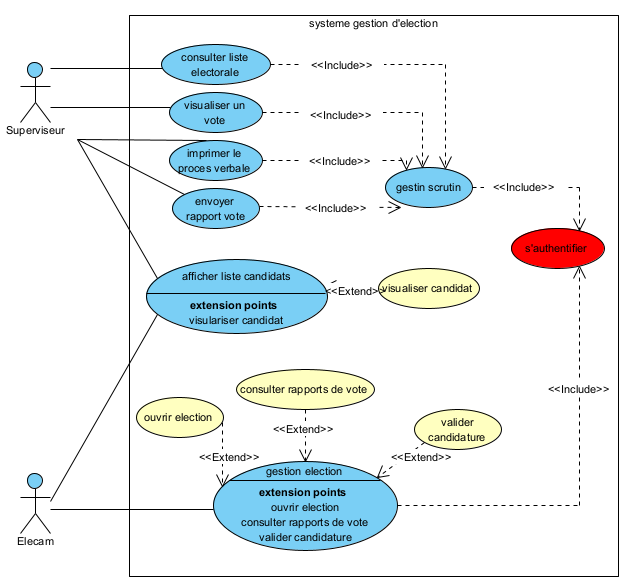 systeme gestion d'election
consulter liste
electorale
<<Include>>
Superviseur
visualiser un
vote
<<Include>>
imprimer le
proces verbale
<<Include>>
gestin scrutin
<<Include>>
envoyer
rapport vote
<<Include>>
s'authentifier
afficher liste candidats
extension points
visulariser candidat
<<Extend>>
visualiser candidat
consulter rapports de vote
<<Include>>
ouvrir election
<<Extend>>
valider
candidature
<<Extend>>
<<Extend>>
gestion election
extension points
ouvrir election
consulter rapports de vote
valider candidature
Elecam